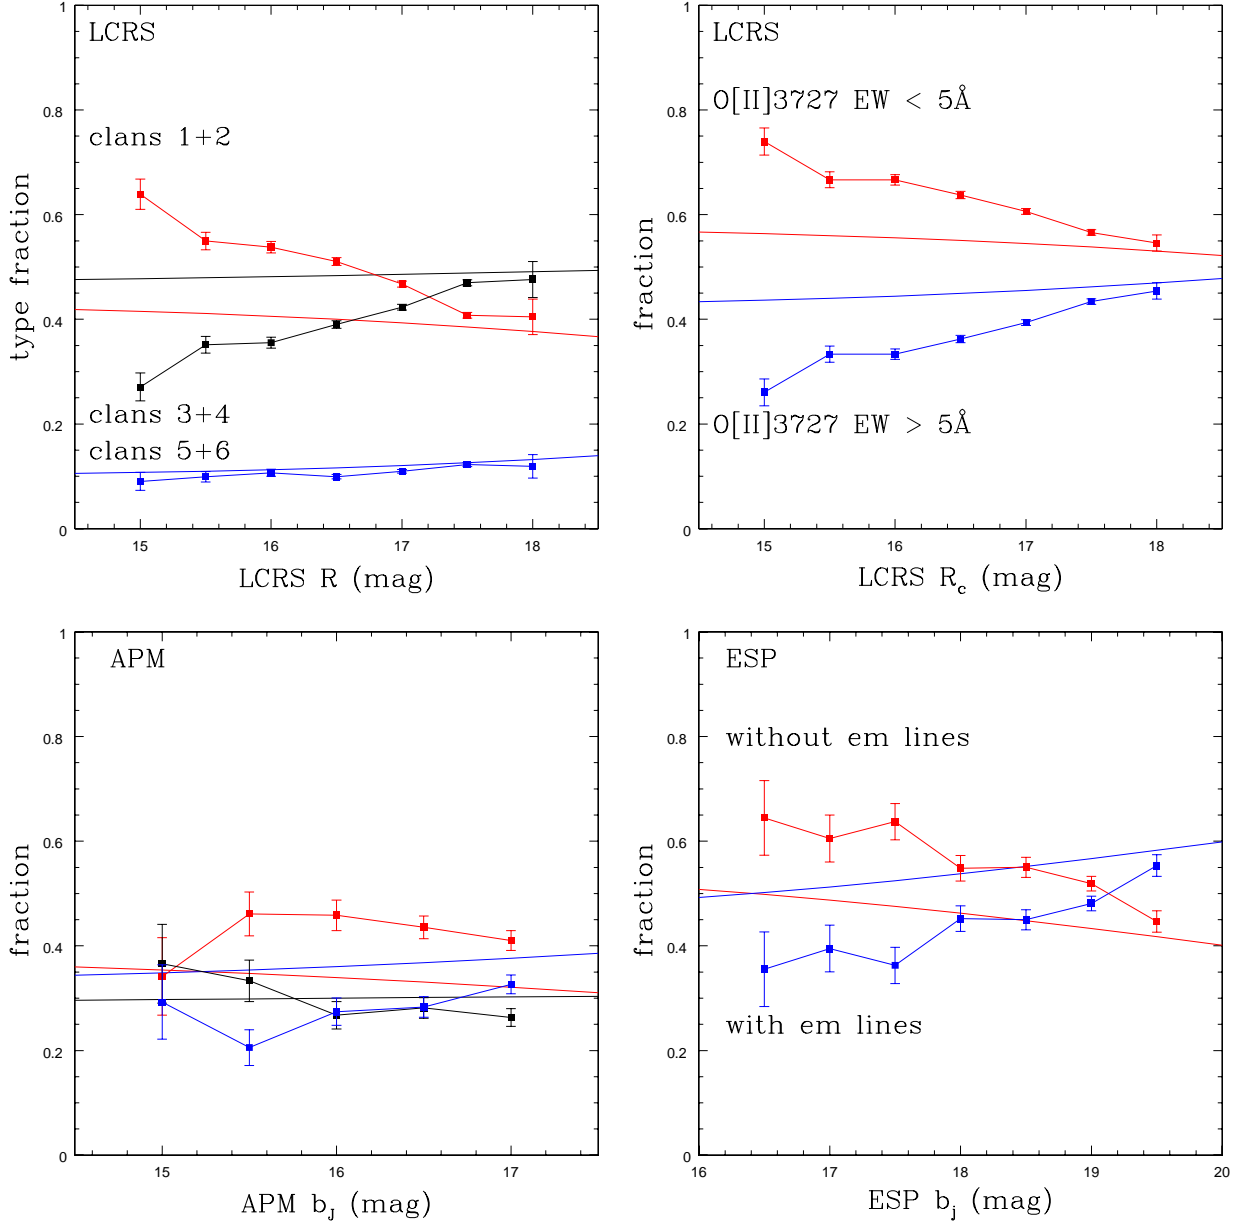 LCRS
clans 1+2
clans 3+4
clans 5+6
type fraction
1
0.8
0.6
0.4
0.2
0
15 16 17 18
LCRS R (mag)
LCRS
O[II]3727 EW < 5Å
O[II]3727 EW > 5Å
fraction
1
0.8
0.6
0.4
0.2
0
15 16 17 18
LCRS R_c (mag)
APM
fraction
1
0.8
0.6
0.4
0.2
0
15 16 17
APM b_J (mag)
ESP
without em lines
with em lines
fraction
1
0.8
0.6
0.4
0.2
0
16 17 18 19 20
ESP b_j (mag)